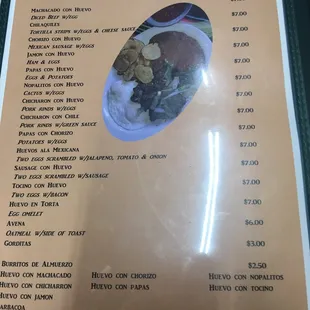 Machacado con Huevo $7.00
Diced Beef w/egg
Chilaquiles $7.00
Tortilla strips w/eggs & cheese sauce
Chorizo con Huevo $7.00
Mexican sausage w/eggs
Jamon con Huevo $7.00
Ham & eggs
Papas con Huevo $7.00
Eggs & Potatoes
Nopalitos con Huevo $7.00
Cactus w/eggs
Chicharon con Huevo $7.00
Pork rinds w/eggs
Chicharon con Chile $7.00
Pork rinds w/green sauce
Papas con Chorizo $7.00
Potatoes w/eggs
Huevos ala Mexicana $7.00
Two eggs scrambled w/jalapeno, tomato & onion
Sausage con Huevo $7.00
Two eggs scrambled w/sausage
Tocino con Huevo $7.00
Two eggs w/bacon
Huevo en Torta $7.00
Egg omelet
Avena $6.00
Oatmeal w/side of toast
Gorditas $3.00
Burritos de Almuerzo $2.50
Huevo con machacado Huevo con chorizo Huevo con nopalitos
Huevo con chicharron Huevo con papas Huevo con tocino
Huevo con jamon